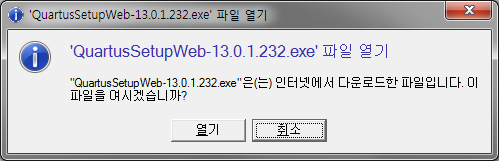 'QuartusSetupWeb-13.0.1.232.exe' 파일 열기
'QuartusSetupWeb-13.0.1.232.exe' 파일 열기
"QuartusSetupWeb-13.0.1.232.exe"은(는) 인터넷에서 다운로드한 파일입니다. 이
파일을 여시겠습니까?
열기 취소